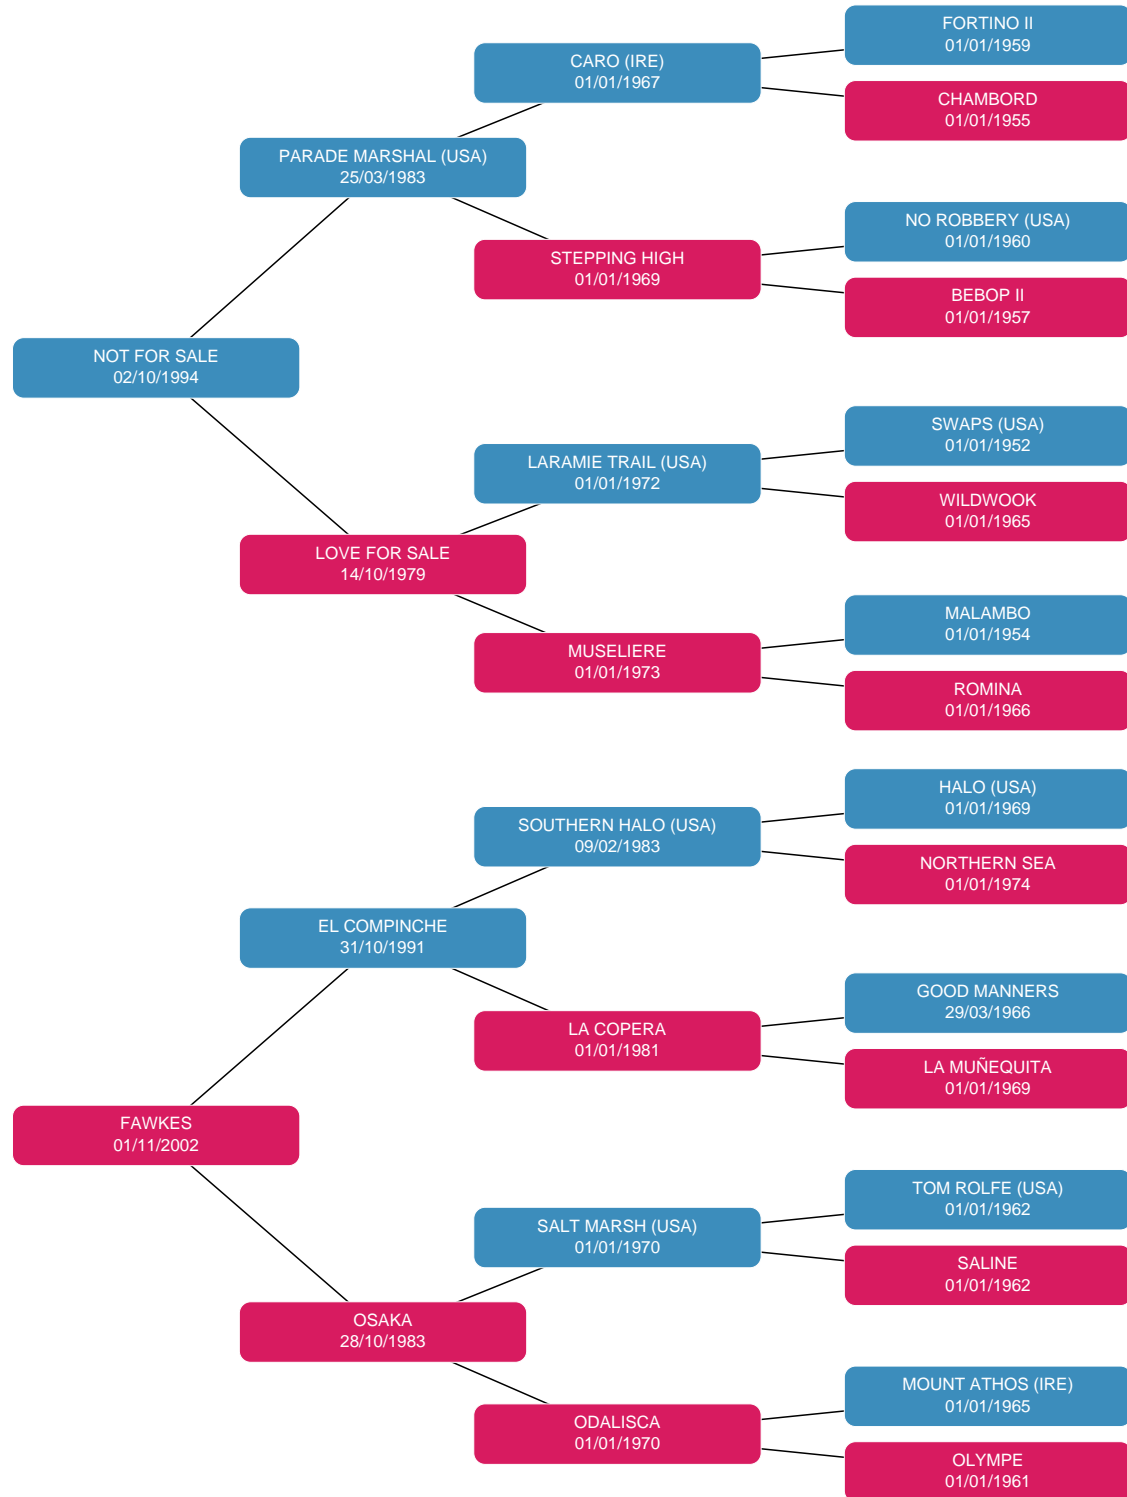 FORTINO II
01/01/1959
CARO (IRE)
01/01/1967
CHAMBORD
01/01/1955
PARADE MARSHAL (USA)
25/03/1983
NO ROBBERY (USA)
01/01/1960
STEPPING HIGH
01/01/1969
BEBOP II
01/01/1957
NOT FOR SALE
02/10/1994
SWAPS (USA)
01/01/1952
LARAMIE TRAIL (USA)
01/01/1972
WILDWOOK
01/01/1965
LOVE FOR SALE
14/10/1979
MALAMBO
01/01/1954
MUSELIERE
01/01/1973
ROMINA
01/01/1966
HALO (USA)
01/01/1969
SOUTHERN HALO (USA)
09/02/1983
NORTHERN SEA
01/01/1974
EL COMPINCHE
31/10/1991
GOOD MANNERS
29/03/1966
LA COPERA
01/01/1981
LA MUÑEQUITA
01/01/1969
FAWKES
01/11/2002
TOM ROLFE (USA)
01/01/1962
SALT MARSH (USA)
01/01/1970
SALINE
01/01/1962
OSAKA
28/10/1983
MOUNT ATHOS (IRE)
01/01/1965
ODALISCA
01/01/1970
OLYMPE
01/01/1961